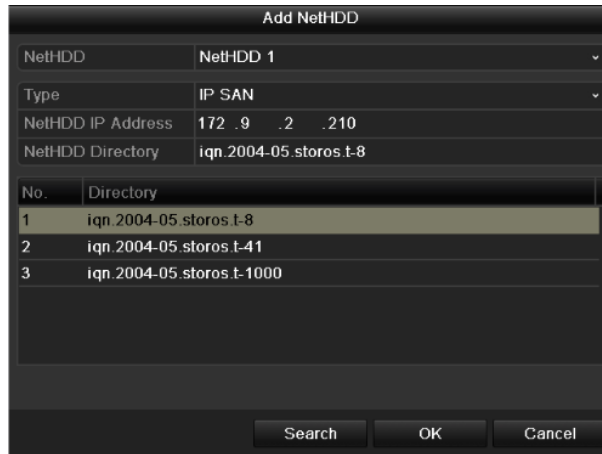 Add NetHDD
NetHDD NetHDD 1
Type IP SAN
NetHDD IP Address 172 .9 .2 .210
NetHDD Directory iqn.2004-05.storos.t-8
No. Directory
1 iqn.2004-05.storos.t-8
2 iqn.2004-05.storos.t-41
3 iqn.2004-05.storos.t-1000
Search OK Cancel